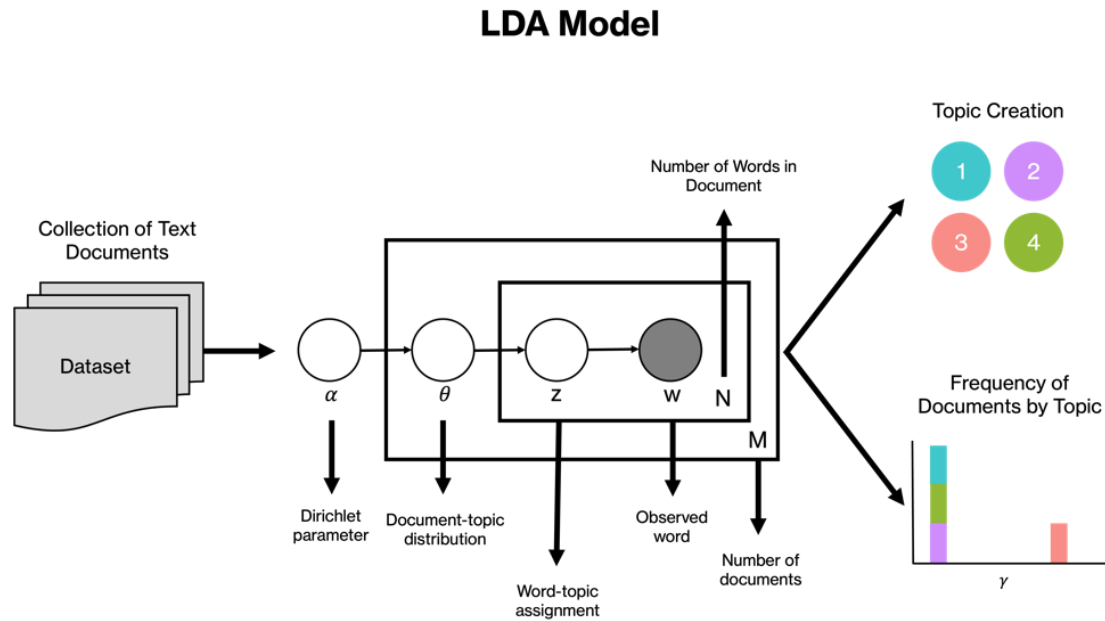 LDA Model
Collection of Text
Documents
Dataset
α
θ
z
w
N
M
Number of Words in
Document
Dirichlet
parameter
Document-topic
distribution
Word-topic
assignment
Observed
word
Number of
documents
Topic Creation
1
2
3
4
Frequency of
Documents by Topic
γ